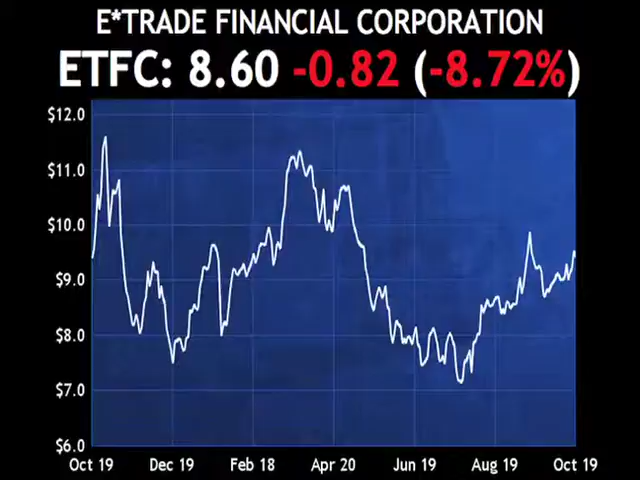 E*TRADE FINANCIAL CORPORATION
ETFC: 8.60 -0.82 (-8.72%)
$12.0
$11.0
$10.0
$9.0
$8.0
$7.0
$6.0
Oct 19 Dec 19 Feb 18 Apr 20 Jun 19 Aug 19 Oct 19